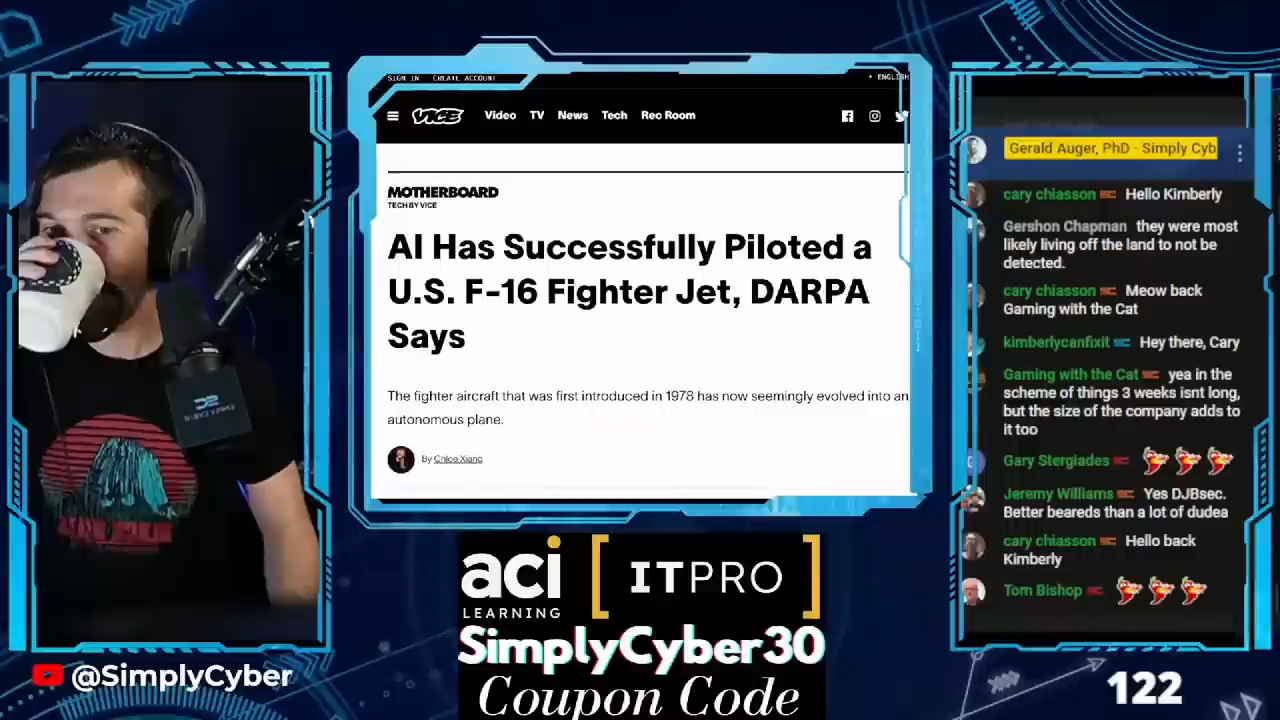 SIGN IN CREATE ACCOUNT
+ ENGLISH
VICE Video TV News Tech Rec Room
MOTHERBOARD
TECH BY VICE
AI Has Successfully Piloted a
U.S. F-16 Fighter Jet, DARPA
Says
The fighter aircraft that was first introduced in 1978 has now seemingly evolved into an
autonomous plane.
By Chloe Xiang
aci
LEARNING
[ITPRO]
SimplyCyber30
Coupon Code
@SimplyCyber
Gerald Auger, PhD - Simply Cyb
cary chiasson Hello Kimberly
Gershon Chapman they were most
likely living off the land to not be
detected.
cary chiasson Meow back
Gaming with the Cat
kimberlycanfixit Hey there, Cary
Gaming with the Cat yea in the
scheme of things 3 weeks isnt long,
but the size of the company adds to
it too
Gary Stergiades
Jeremy Williams Yes DJBsec.
Better beareds than a lot of dudea
cary chiasson Hello back
Kimberly
Tom Bishop
122